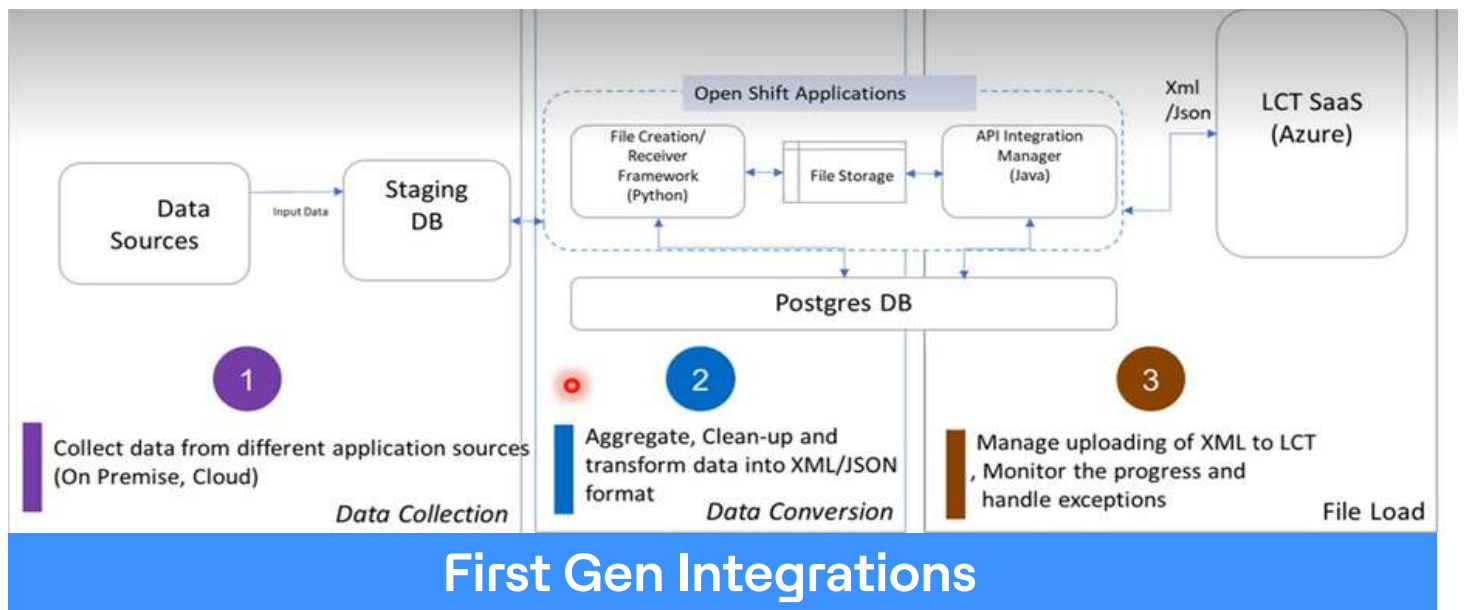 Open Shift Applications
Xml
/Json
LCT SaaS
(Azure)
File Creation/
Receiver
Framework
(Python)
File Storage
API Integration
Manager
(Java)
Data
Sources
Input Data
Staging
DB
Postgres DB
1
Collect data from different application sources
(On Premise, Cloud)
Data Collection
2
Aggregate, Clean-up and
transform data into XML/JSON
format
Data Conversion
3
Manage uploading of XML to LCT
, Monitor the progress and
handle exceptions
File Load
First Gen Integrations